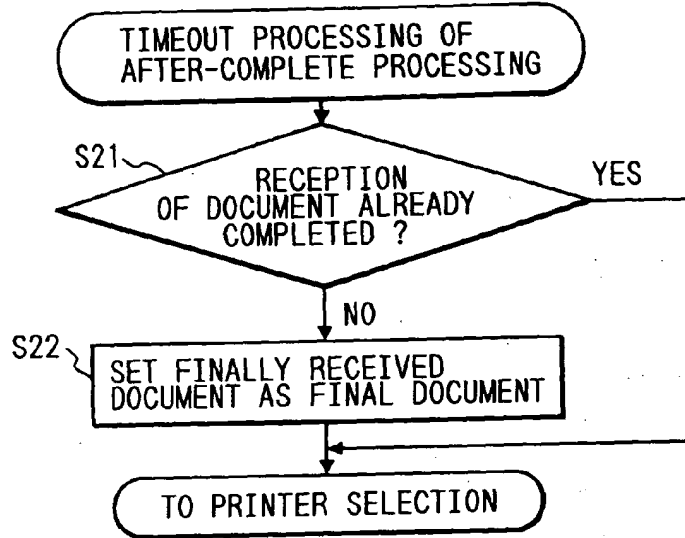 TIMEOUT PROCESSING OF
AFTER-COMPLETE PROCESSING
S21
RECEPTION
OF DOCUMENT ALREADY
COMPLETED ?
YES
NO
S22
SET FINALLY RECEIVED
DOCUMENT AS FINAL DOCUMENT
TO PRINTER SELECTION